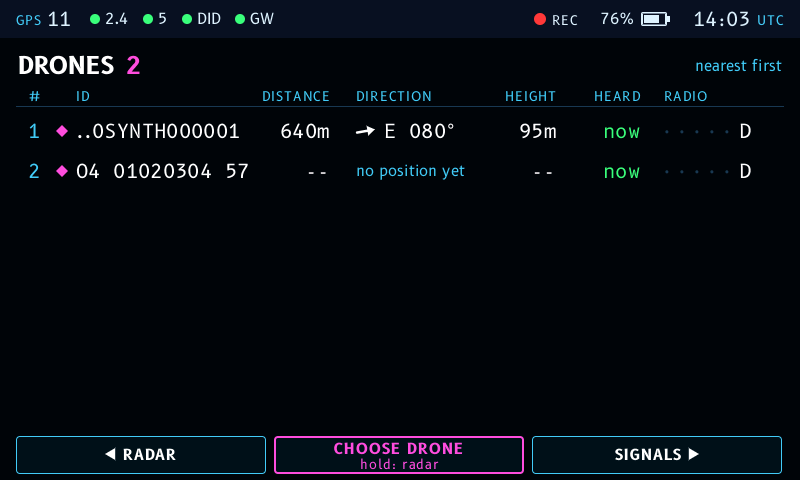 GPS 11 2.4 5 DID GW REC 76% 14:03 UTC
DRONES 2 nearest first
# ID DISTANCE DIRECTION HEIGHT HEARD RADIO
1 ..0SYNTH000001 640m E 080° 95m now D
2 04 01020304 57 -- no position yet -- now D
◀ RADAR CHOOSE DRONE SIGNALS ▶
hold: radar